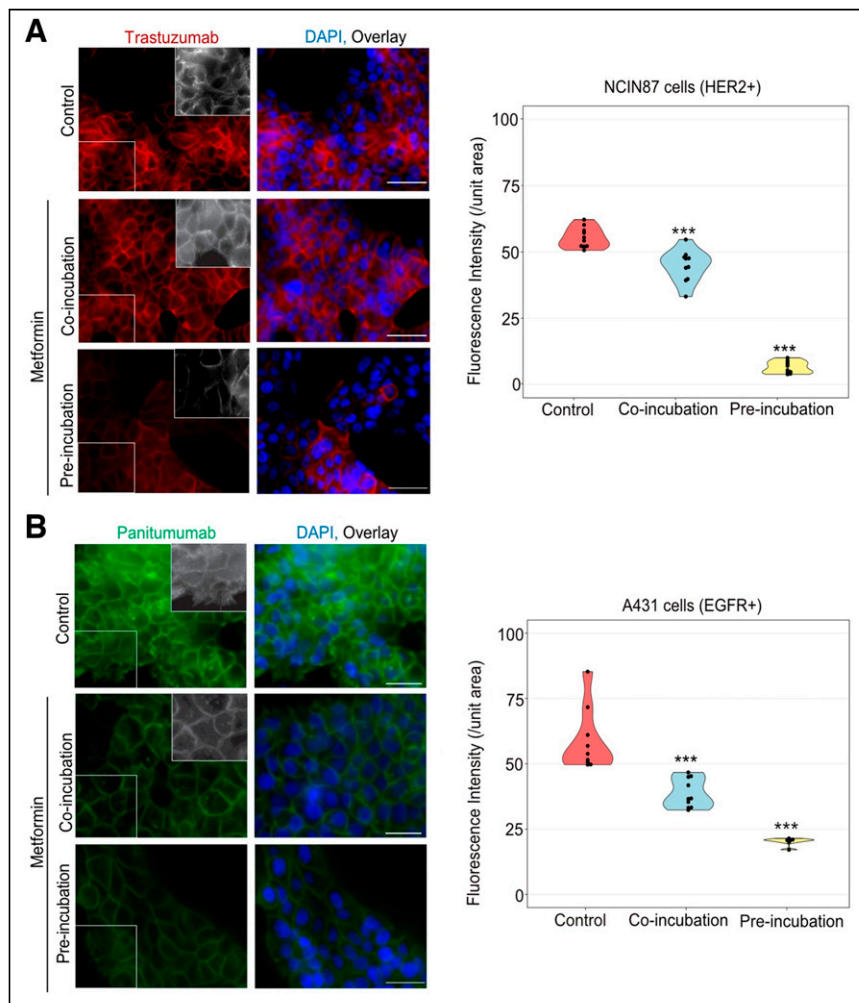 A
Trastuzumab
DAPI, Overlay
Control
Metformin
Co-incubation
Pre-incubation
NCIN87 cells (HER2+)
Fluorescence Intensity (/unit area)
100
75
50
25
0
***
***
Control
Co-incubation
Pre-incubation
B
Panitumumab
DAPI, Overlay
Control
Metformin
Co-incubation
Pre-incubation
A431 cells (EGFR+)
Fluorescence Intensity (/unit area)
100
75
50
25
0
***
***
Control
Co-incubation
Pre-incubation